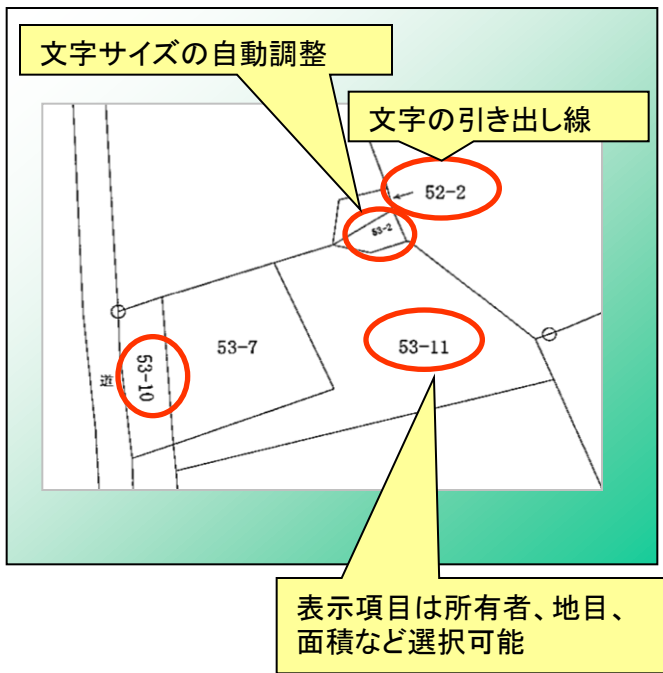 文字サイズの自動調整
文字の引き出し線
52-2
53-2
53-7
53-11
53-10
道
表示項目は所有者、地目、
面積など選択可能